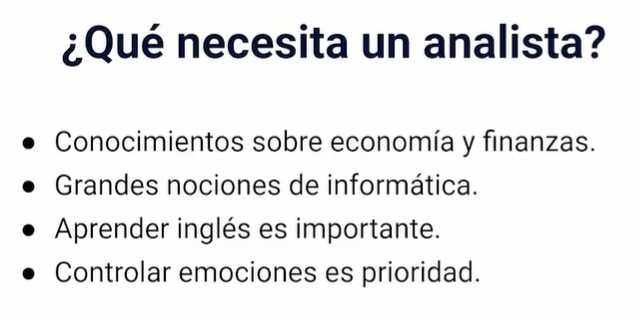 ¿Qué necesita un analista?
● Conocimientos sobre economía y finanzas.
● Grandes nociones de informática.
● Aprender inglés es importante.
● Controlar emociones es prioridad.